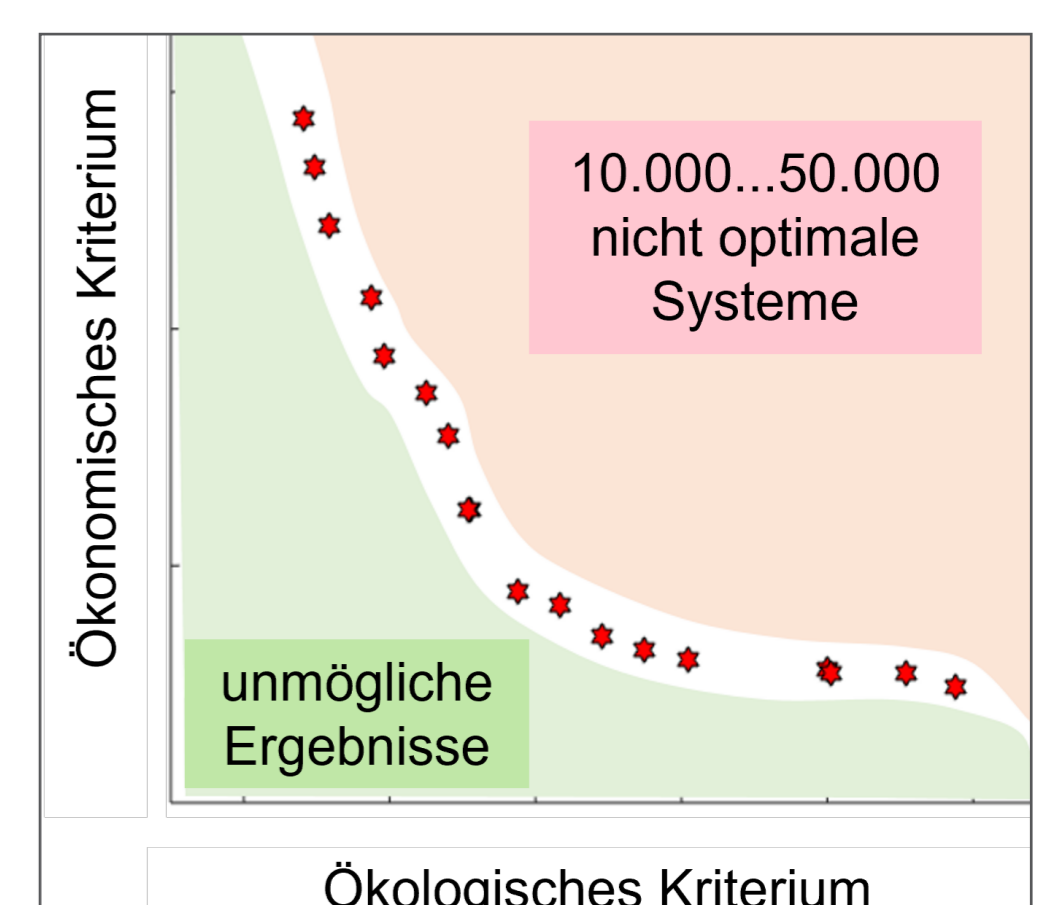 Ökonomisches Kriterium
10.000...50.000
nicht optimale
Systeme
unmögliche
Ergebnisse
Ökologisches Kriterium